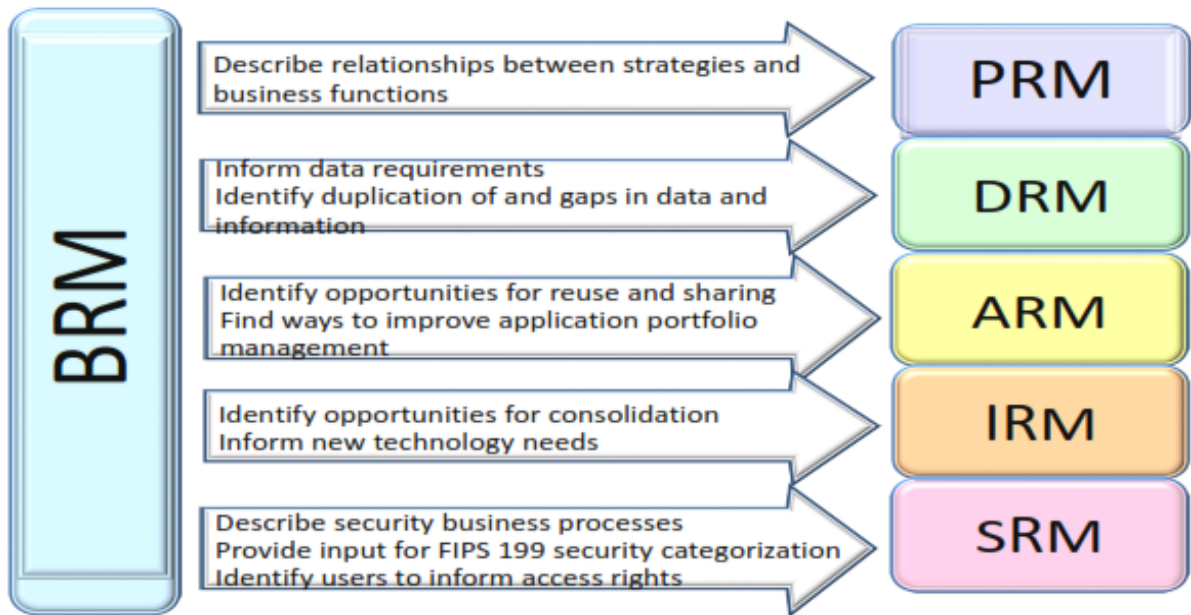 BRM
Describe relationships between strategies and
business functions
PRM
Inform data requirements
Identify duplication of and gaps in data and
information
DRM
Identify opportunities for reuse and sharing
Find ways to improve application portfolio
management
ARM
Identify opportunities for consolidation
Inform new technology needs
IRM
Describe security business processes
Provide input for FIPS 199 security categorization
Identify users to inform access rights
SRM